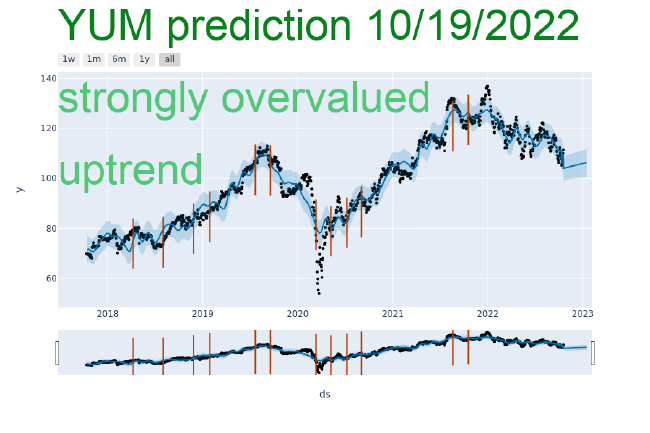 YUM prediction 10/19/2022
1w 1m 6m 1y all
140
strongly overvalued
120
uptrend
100
y
80
60
2018 2019 2020 2021 2022 2023
ds